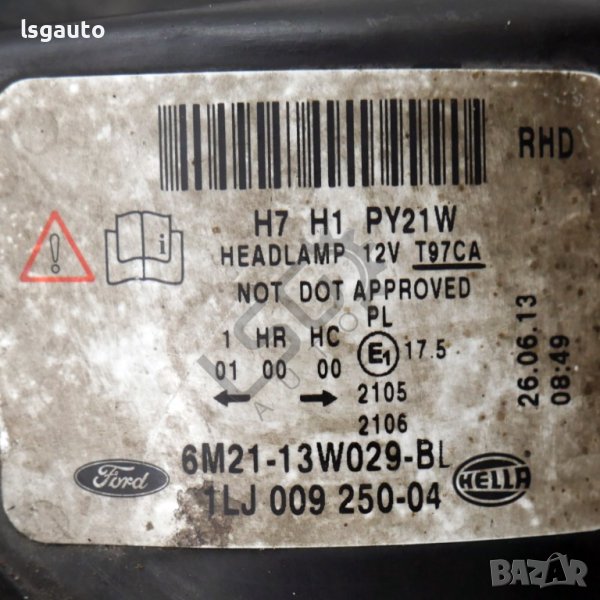 lsgauto
RHD
H7 H1 PY21W
HEADLAMP 12V T97CA
NOT DOT APPROVED
PL
1 HR HC E1 17.5
01 00 00
2105
2106
26.06.13
08:49
6M21-13W029-BL
1LJ 009 250-04
Ford
HELLA
BAZAR